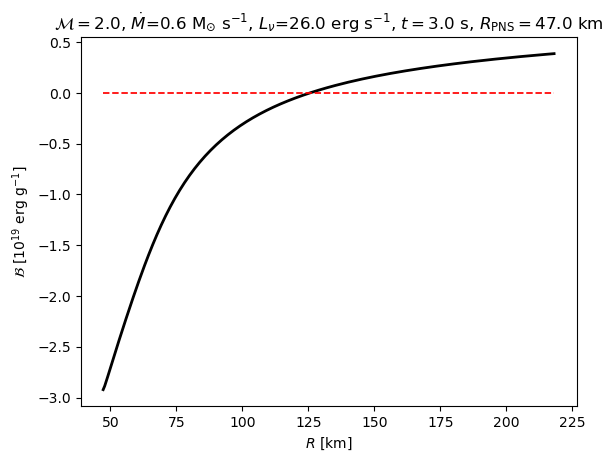 ℳ = 2.0, Ṁ=0.6 M⊙ s⁻¹, Lν=26.0 erg s⁻¹, t = 3.0 s, R_PNS = 47.0 km
0.5
0.0
−0.5
−1.0
−1.5
−2.0
−2.5
−3.0
ℬ [10¹⁹ erg g⁻¹]
50 75 100 125 150 175 200 225
R [km]